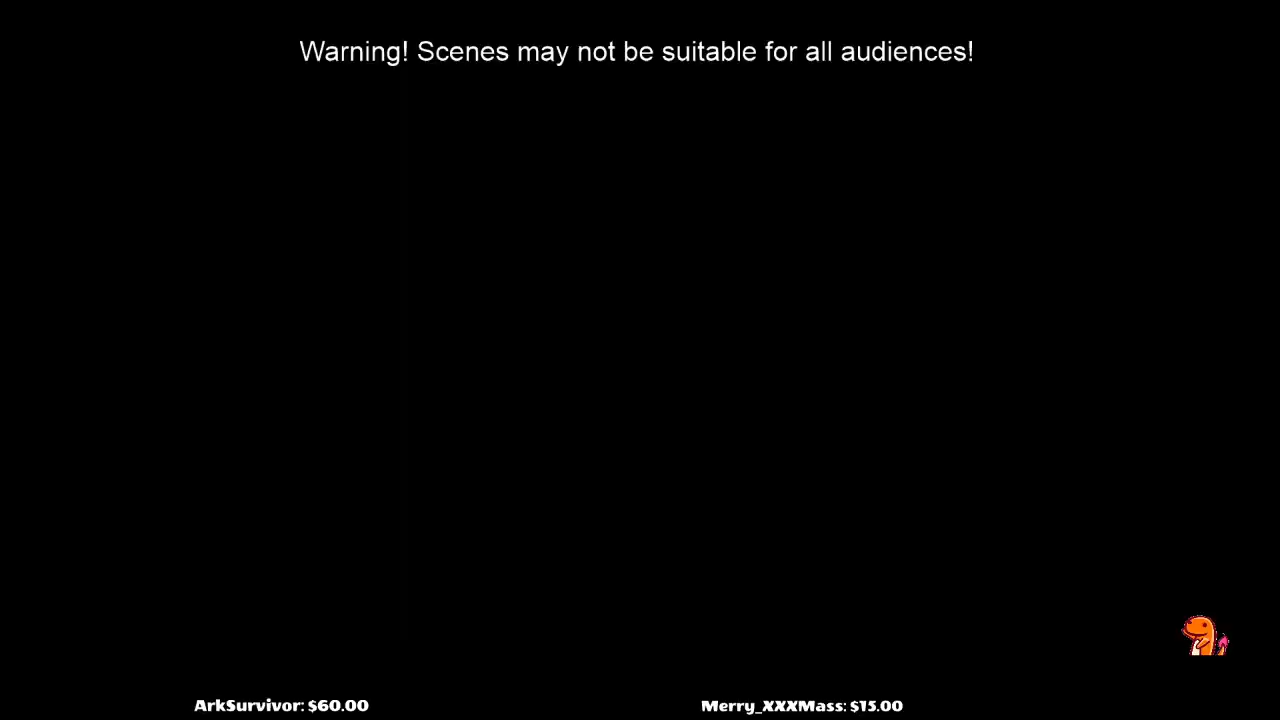 Warning! Scenes may not be suitable for all audiences!
ArkSurvivor: $60.00
Merry_XXXMass: $15.00